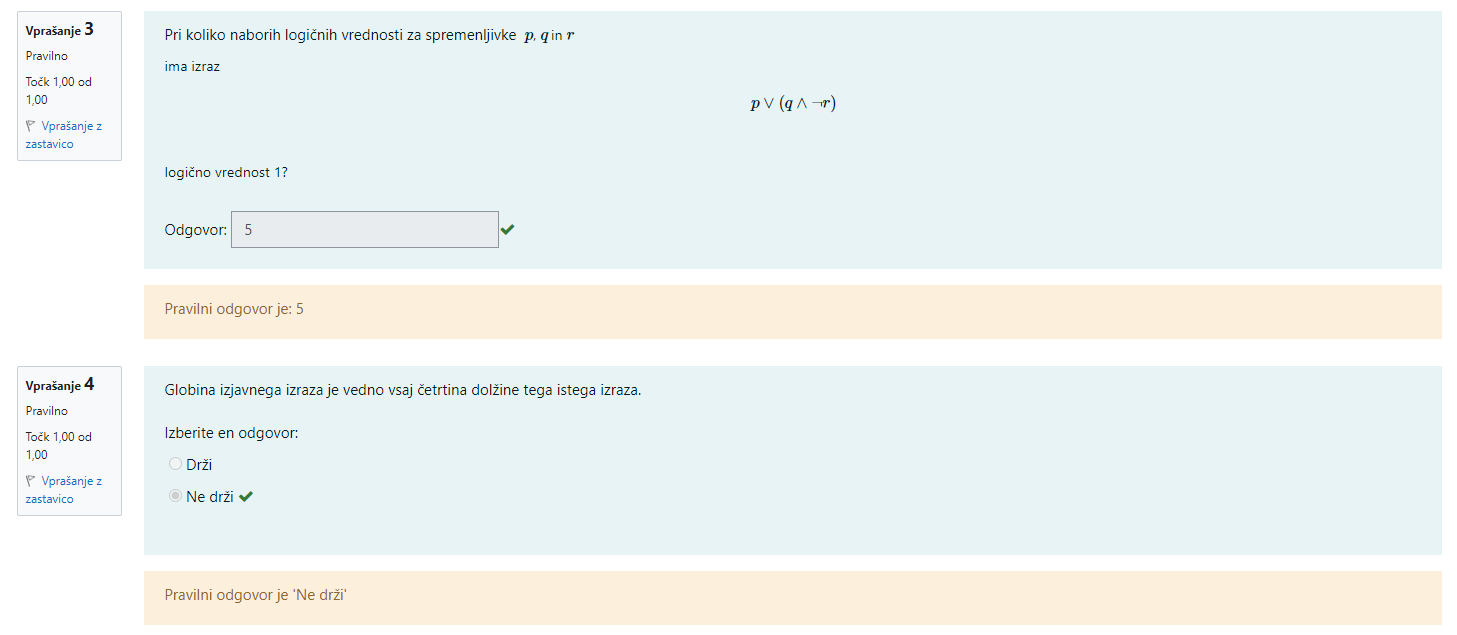 Vprašanje 3
Pravilno
Točk 1,00 od
1,00
Vprašanje z
zastavico
Pri koliko naborih logičnih vrednosti za spremenljivke p, q in r
ima izraz
p ∨ (q ∧ ¬r)
logično vrednost 1?
Odgovor: 5
Pravilni odgovor je: 5
Vprašanje 4
Pravilno
Točk 1,00 od
1,00
Vprašanje z
zastavico
Globina izjavnega izraza je vedno vsaj četrtina dolžine tega istega izraza.
Izberite en odgovor:
Drži
Ne drži
Pravilni odgovor je 'Ne drži'